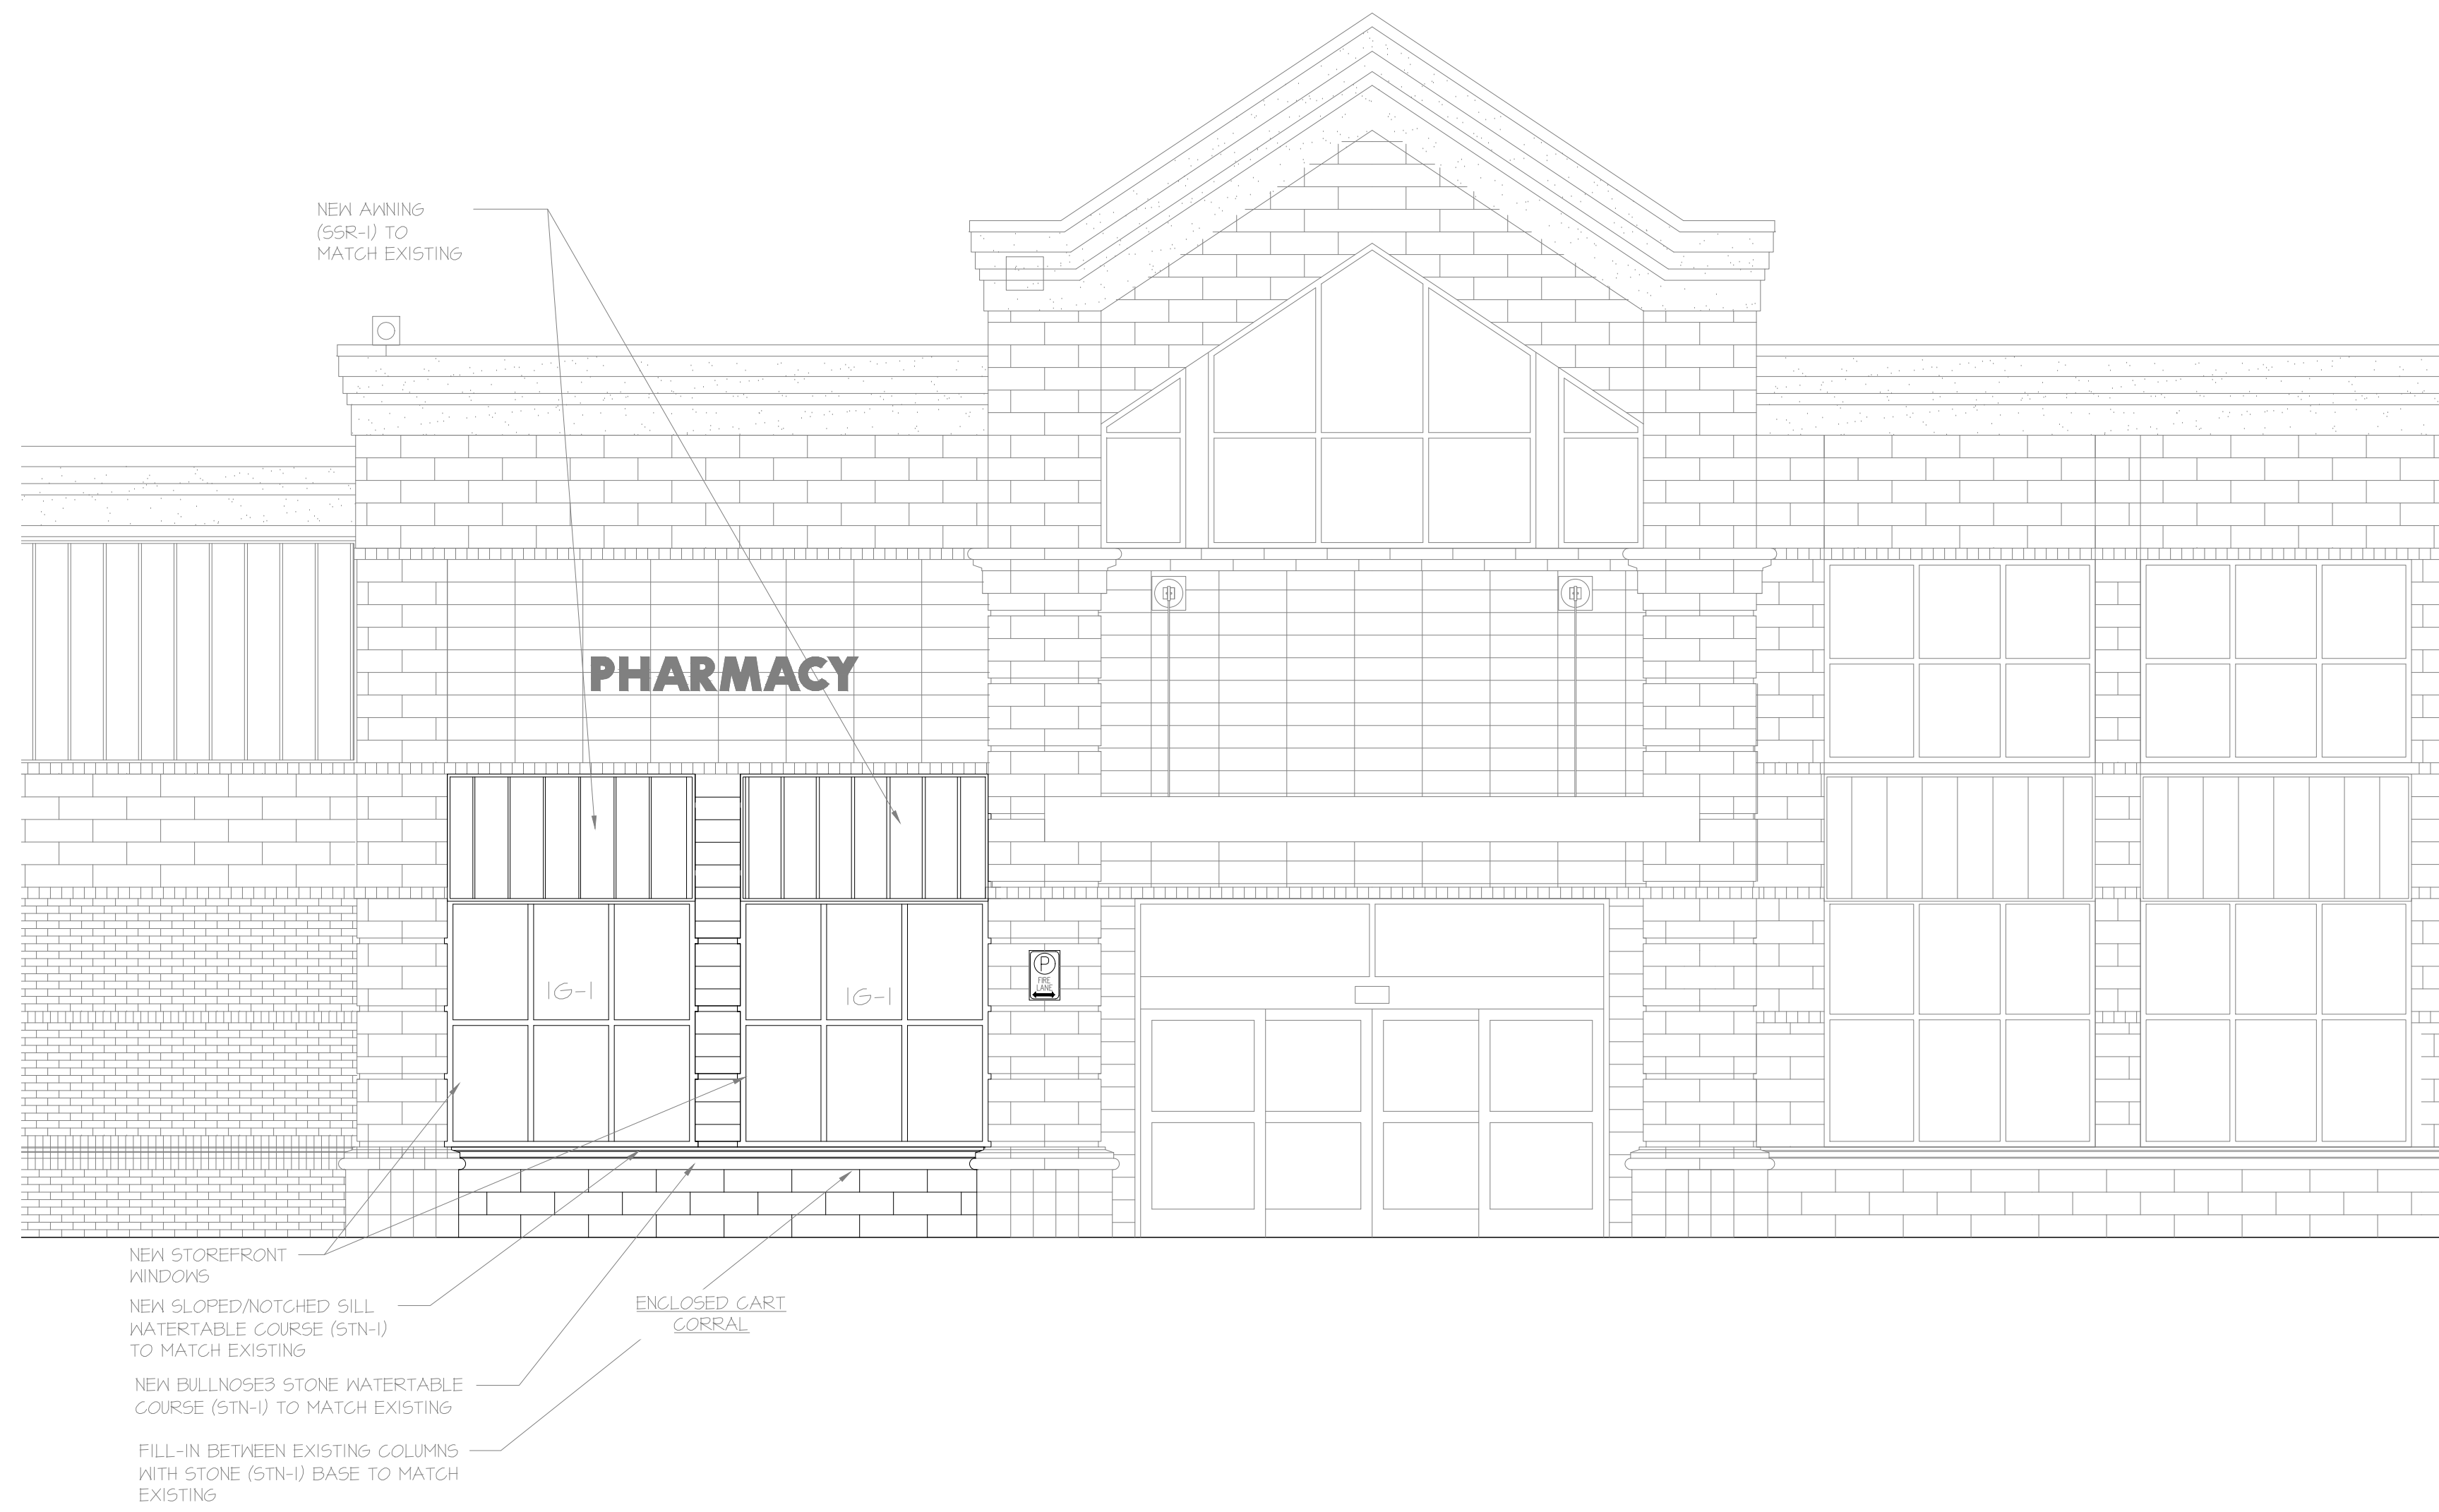 NEW AWNING
(SSR-1) TO
MATCH EXISTING
PHARMACY
IG-1
IG-1
P
FIRE
LANE
NEW STOREFRONT
WINDOWS
NEW SLOPED/NOTCHED SILL
WATERTABLE COURSE (STN-1)
TO MATCH EXISTING
ENCLOSED CART
CORRAL
NEW BULLNOSE3 STONE WATERTABLE
COURSE (STN-1) TO MATCH EXISTING
FILL-IN BETWEEN EXISTING COLUMNS
WITH STONE (STN-1) BASE TO MATCH
EXISTING